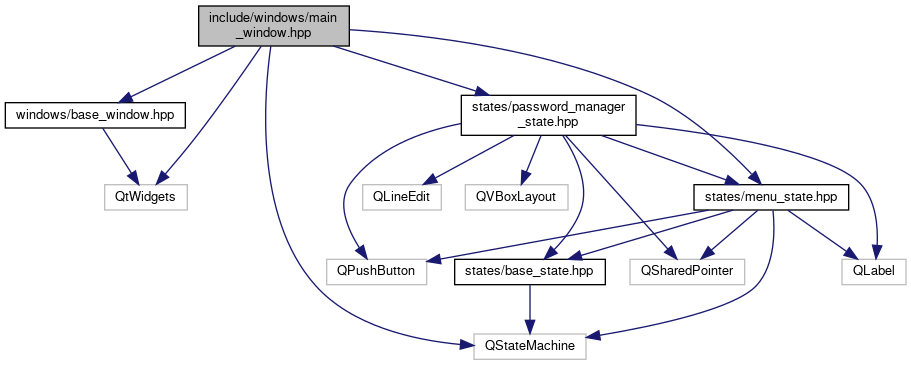 include/windows/main
_window.hpp
windows/base_window.hpp
states/password_manager
_state.hpp
QtWidgets
QLineEdit
QVBoxLayout
states/menu_state.hpp
QPushButton
states/base_state.hpp
QSharedPointer
QLabel
QStateMachine